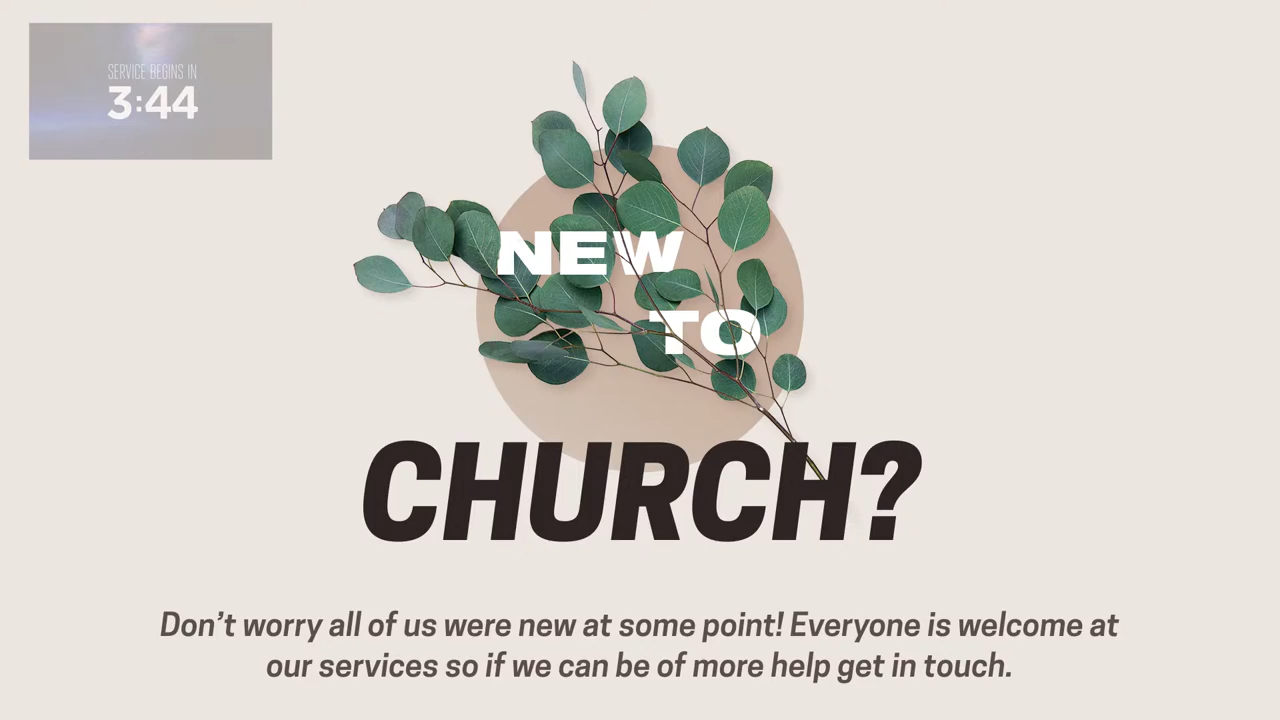 SERVICE BEGINS IN
3:44
NEW
TO
CHURCH?
Don't worry all of us were new at some point! Everyone is welcome at
our services so if we can be of more help get in touch.